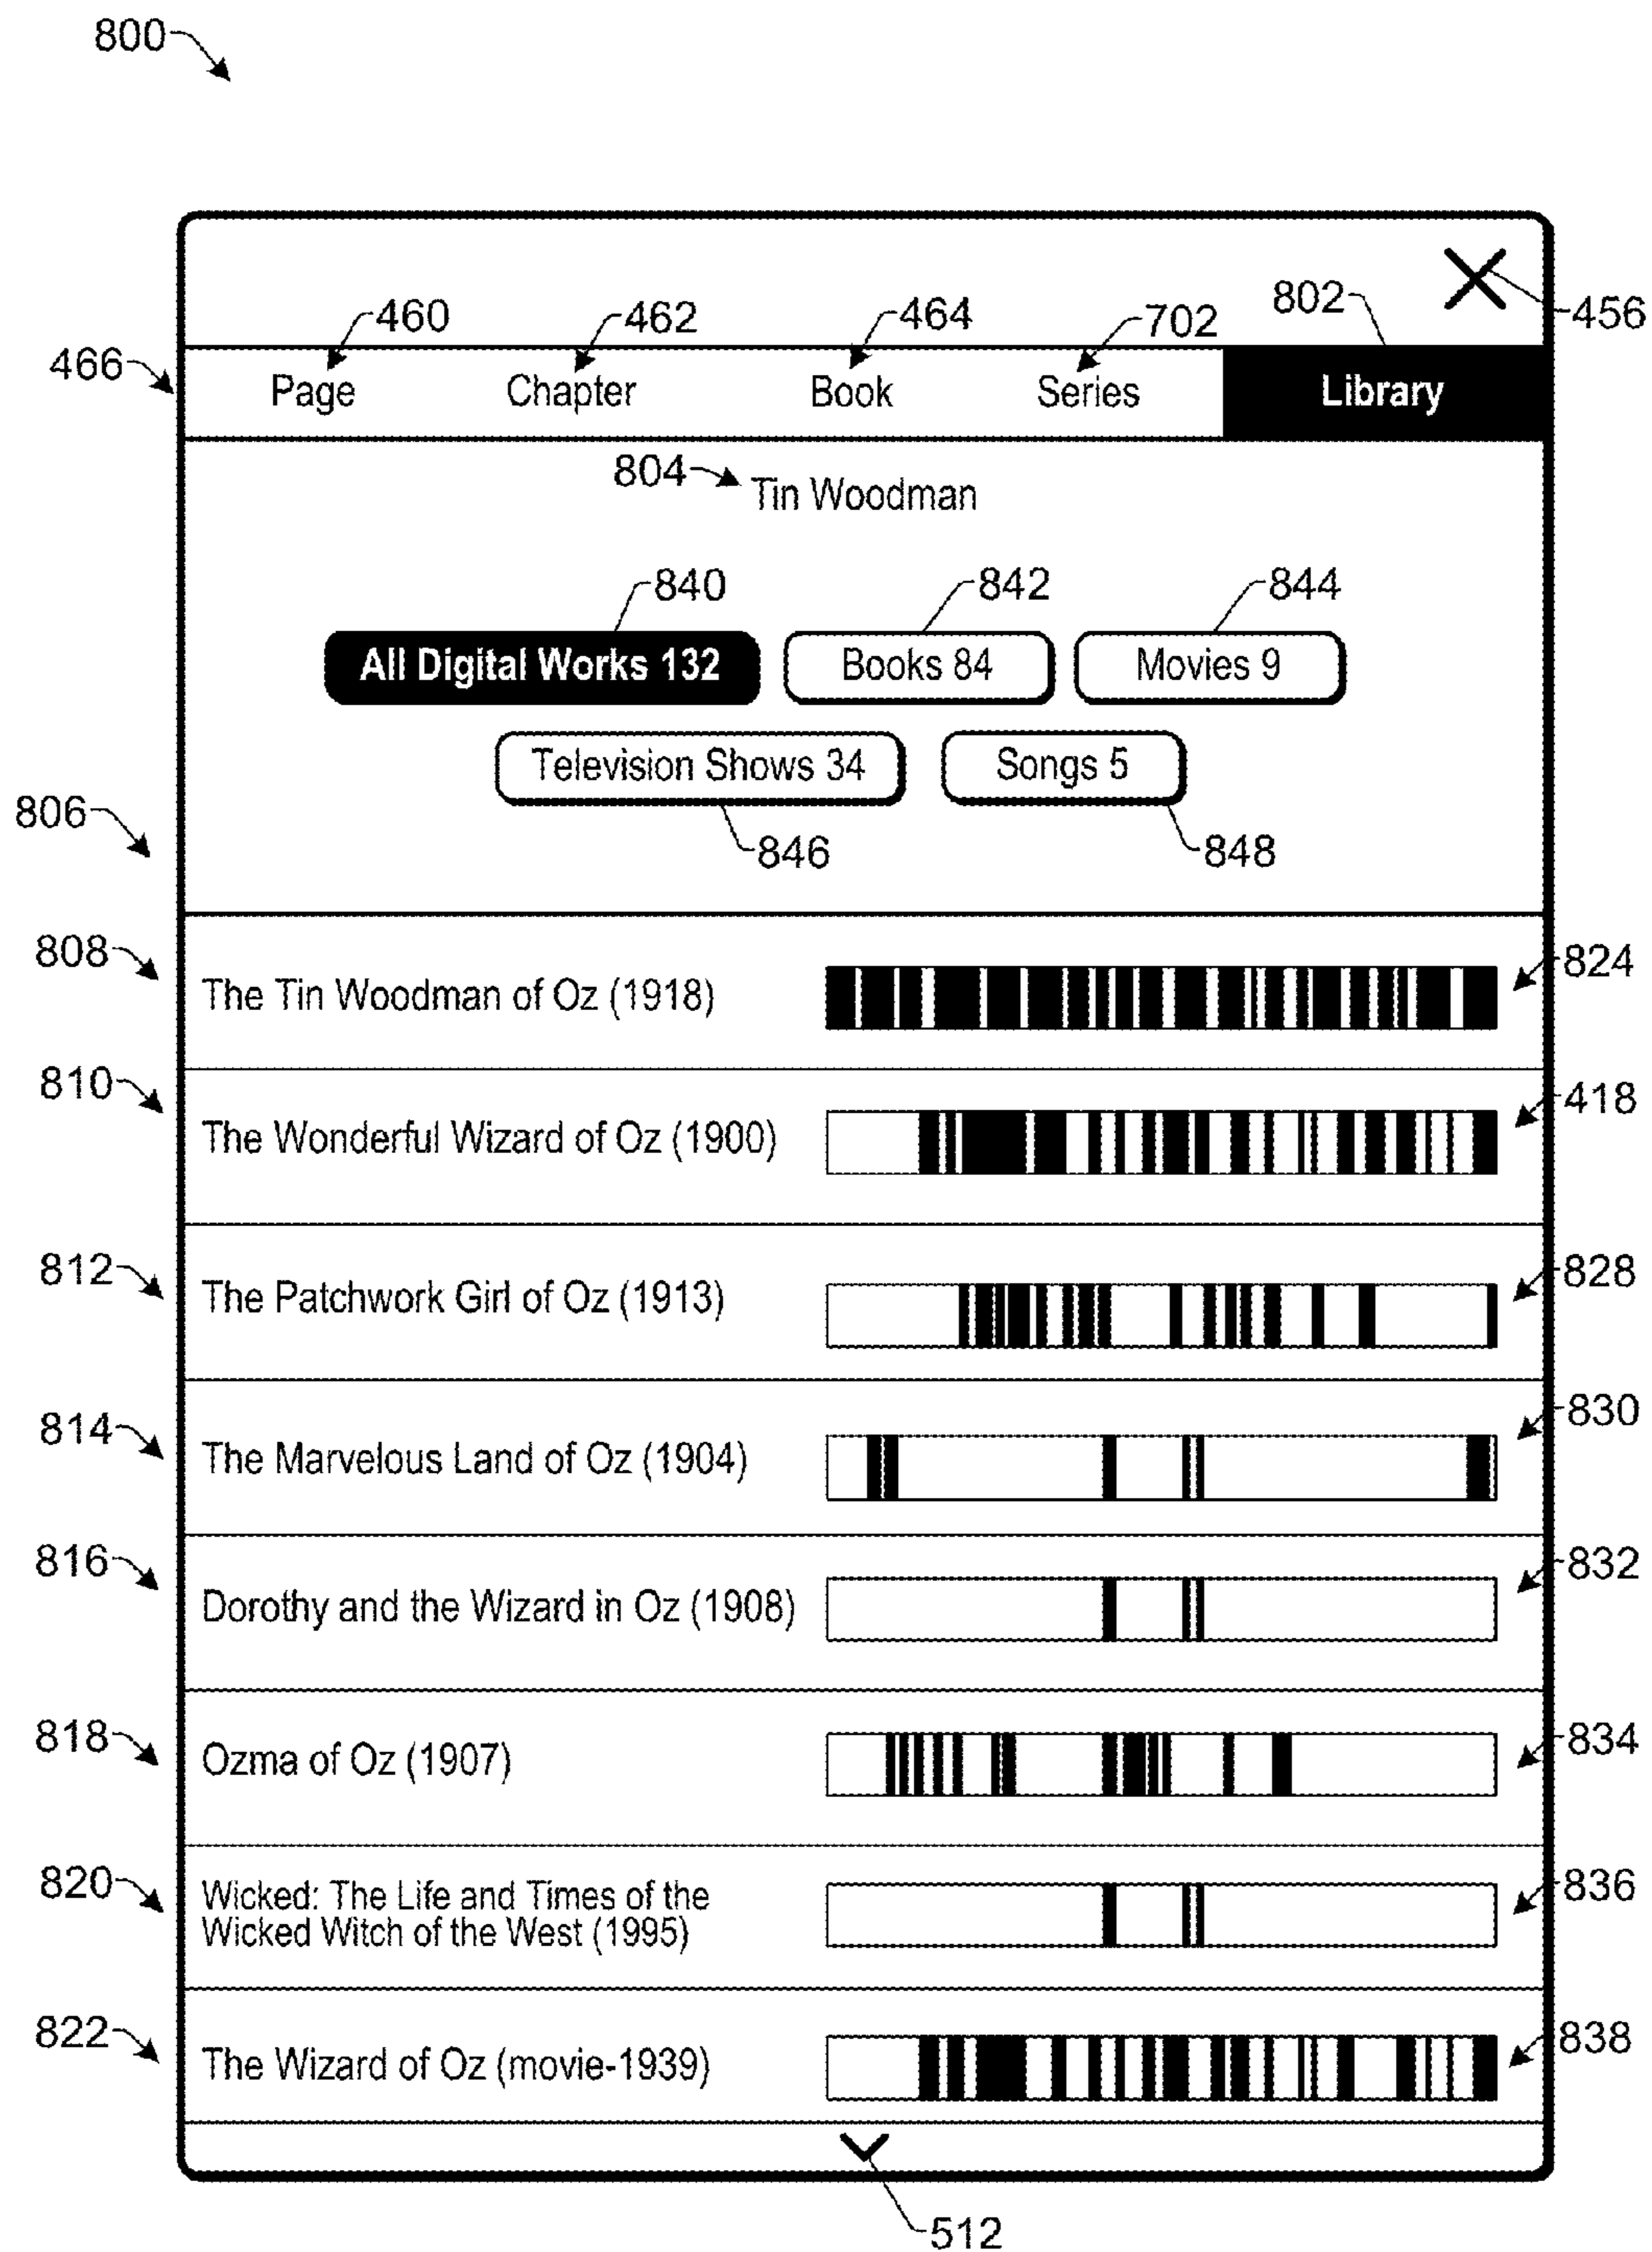 800
456
460 462 464 702 802
466
Page Chapter Book Series Library
804 Tin Woodman
840 842 844
All Digital Works 132 Books 84 Movies 9
Television Shows 34 Songs 5
806
846 848
808 The Tin Woodman of Oz (1918) 824
810 The Wonderful Wizard of Oz (1900) 418
812 The Patchwork Girl of Oz (1913) 828
814 The Marvelous Land of Oz (1904) 830
816 Dorothy and the Wizard in Oz (1908) 832
818 Ozma of Oz (1907) 834
820 Wicked: The Life and Times of the 836
Wicked Witch of the West (1995)
822 The Wizard of Oz (movie-1939) 838
512